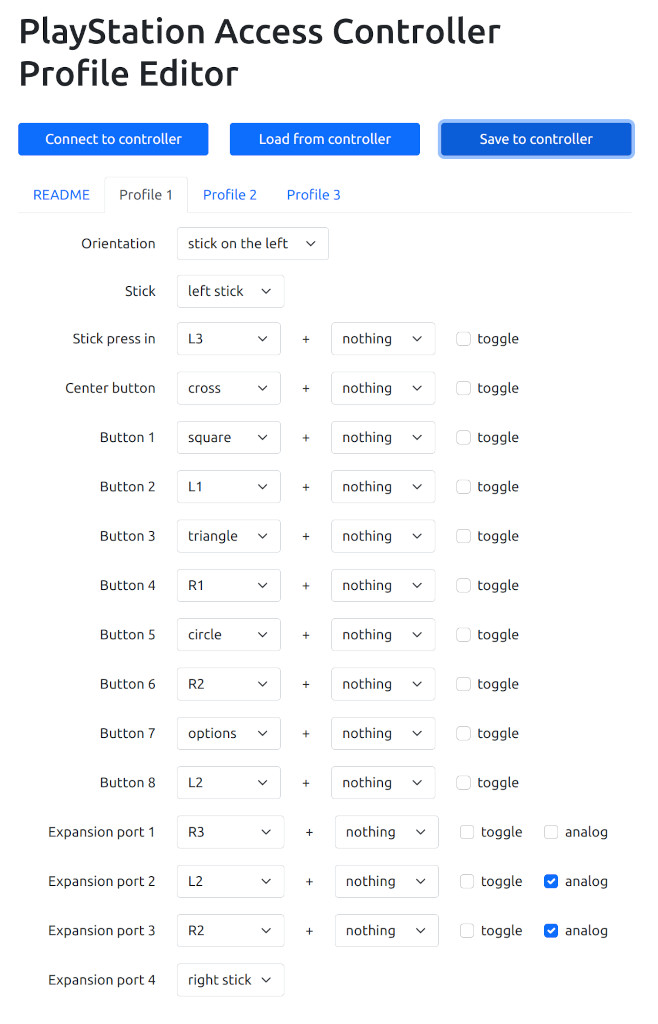 PlayStation Access Controller
Profile Editor
Connect to controller Load from controller Save to controller
README Profile 1 Profile 2 Profile 3
Orientation stick on the left
Stick left stick
Stick press in L3 + nothing toggle
Center button cross + nothing toggle
Button 1 square + nothing toggle
Button 2 L1 + nothing toggle
Button 3 triangle + nothing toggle
Button 4 R1 + nothing toggle
Button 5 circle + nothing toggle
Button 6 R2 + nothing toggle
Button 7 options + nothing toggle
Button 8 L2 + nothing toggle
Expansion port 1 R3 + nothing toggle analog
Expansion port 2 L2 + nothing toggle analog
Expansion port 3 R2 + nothing toggle analog
Expansion port 4 right stick